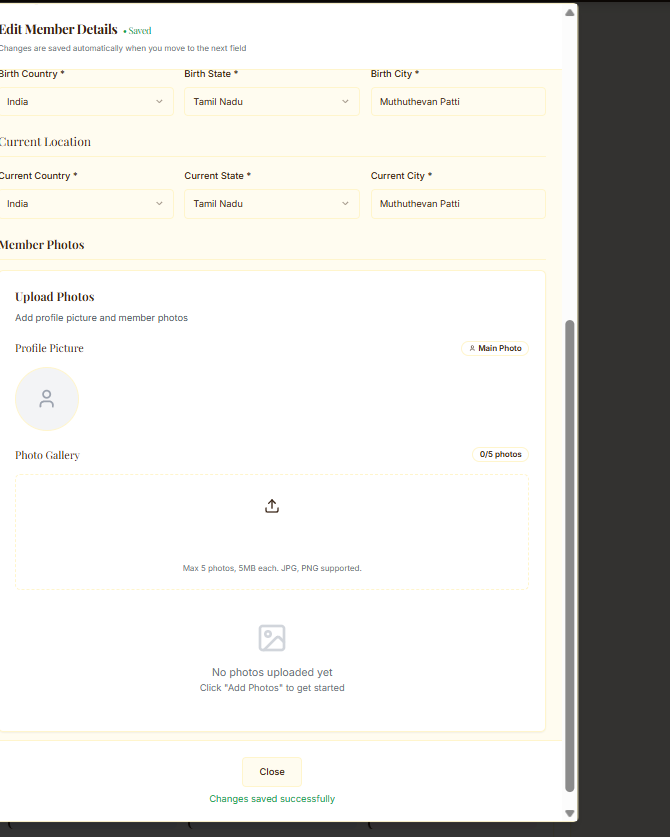 Edit Member Details • Saved
Changes are saved automatically when you move to the next field
Birth Country * Birth State * Birth City *
India Tamil Nadu Muthuthevan Patti
Current Location
Current Country * Current State * Current City *
India Tamil Nadu Muthuthevan Patti
Member Photos
Upload Photos
Add profile picture and member photos
Profile Picture Main Photo
Photo Gallery 0/5 photos
Max 5 photos, 5MB each. JPG, PNG supported.
No photos uploaded yet
Click "Add Photos" to get started
Close
Changes saved successfully